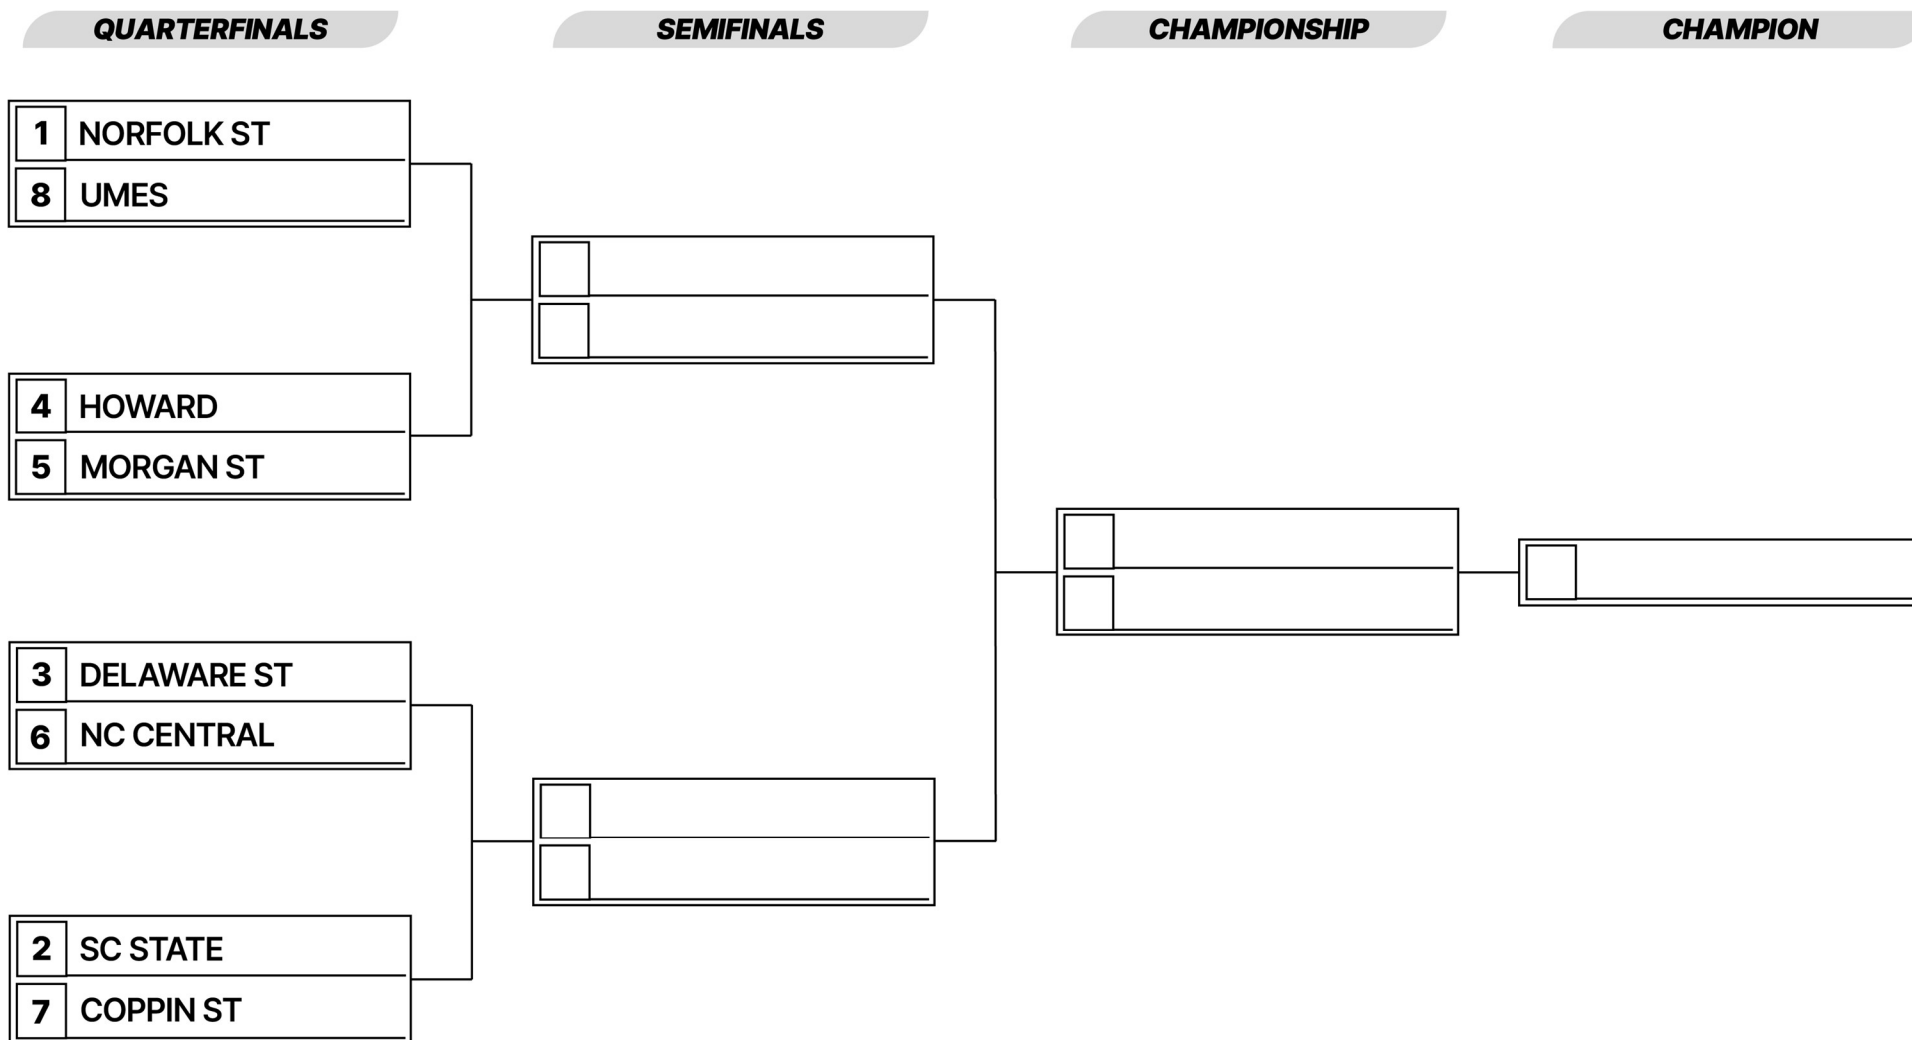 QUARTERFINALS
SEMIFINALS
CHAMPIONSHIP
CHAMPION
1 NORFOLK ST
8 UMES
4 HOWARD
5 MORGAN ST
3 DELAWARE ST
6 NC CENTRAL
2 SC STATE
7 COPPIN ST